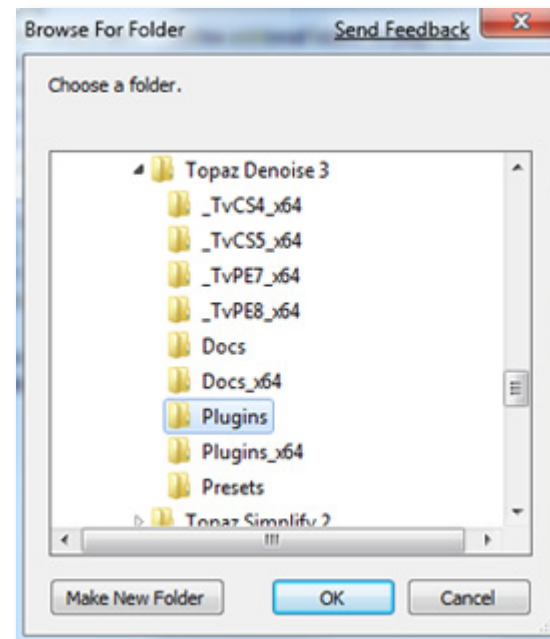 Browse For Folder Send Feedback
Choose a folder.
Topaz Denoise 3
_TvCS4_x64
_TvCS5_x64
_TvPE7_x64
_TvPE8_x64
Docs
Docs_x64
Plugins
Plugins_x64
Presets
Topaz Simplify 2
Make New Folder OK Cancel